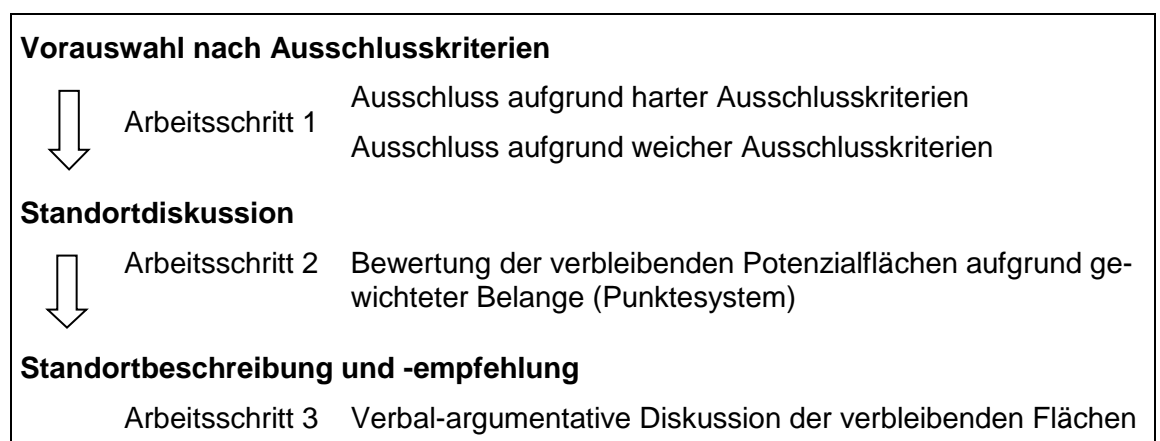 Vorauswahl nach Ausschlusskriterien
Arbeitsschritt 1
Ausschluss aufgrund harter Ausschlusskriterien
Ausschluss aufgrund weicher Ausschlusskriterien
Standortdiskussion
Arbeitsschritt 2 Bewertung der verbleibenden Potenzialflächen aufgrund ge-
wichteter Belange (Punktesystem)
Standortbeschreibung und -empfehlung
Arbeitsschritt 3 Verbal-argumentative Diskussion der verbleibenden Flächen